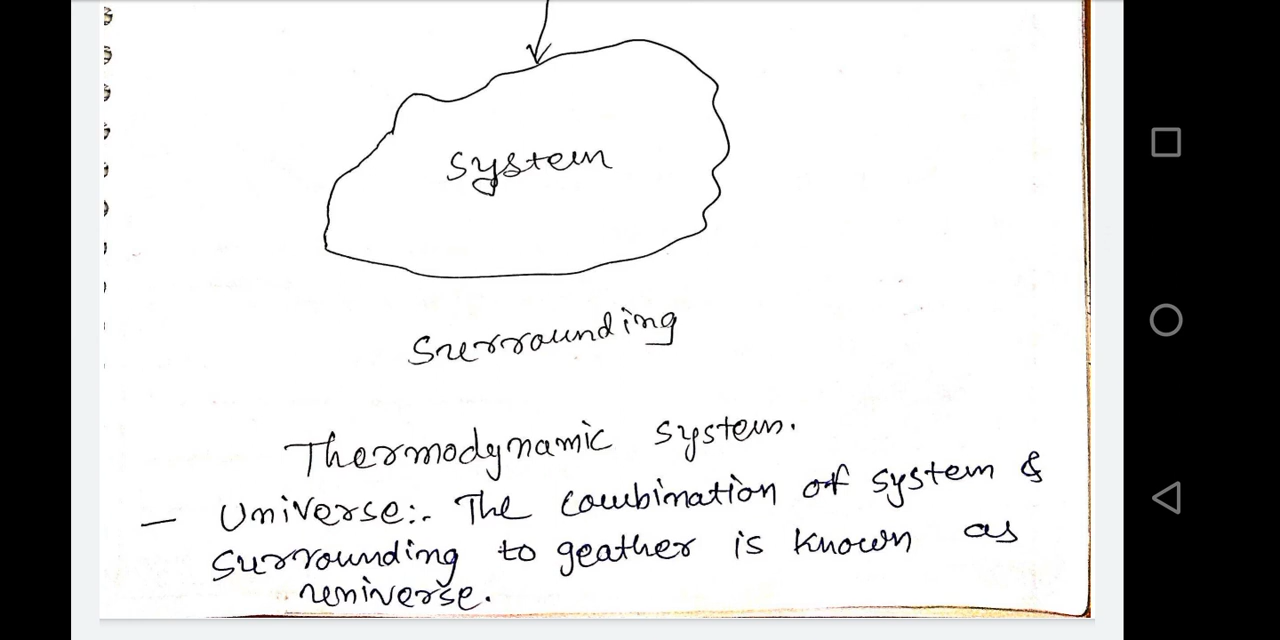 System
Surrounding
Thermodynamic system.
- Universe:- The combination of system &
Surrounding to geather is known as
universe.